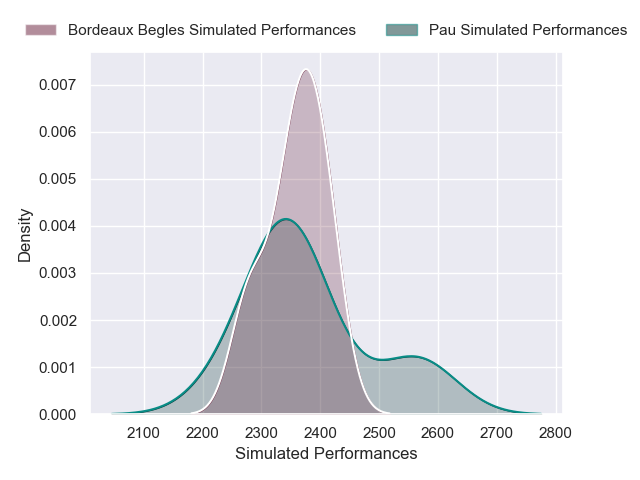 Bordeaux Begles Simulated Performances
Pau Simulated Performances
0.007
0.006
0.005
0.004
0.003
0.002
0.001
0.000
Density
2100 2200 2300 2400 2500 2600 2700 2800
Simulated Performances